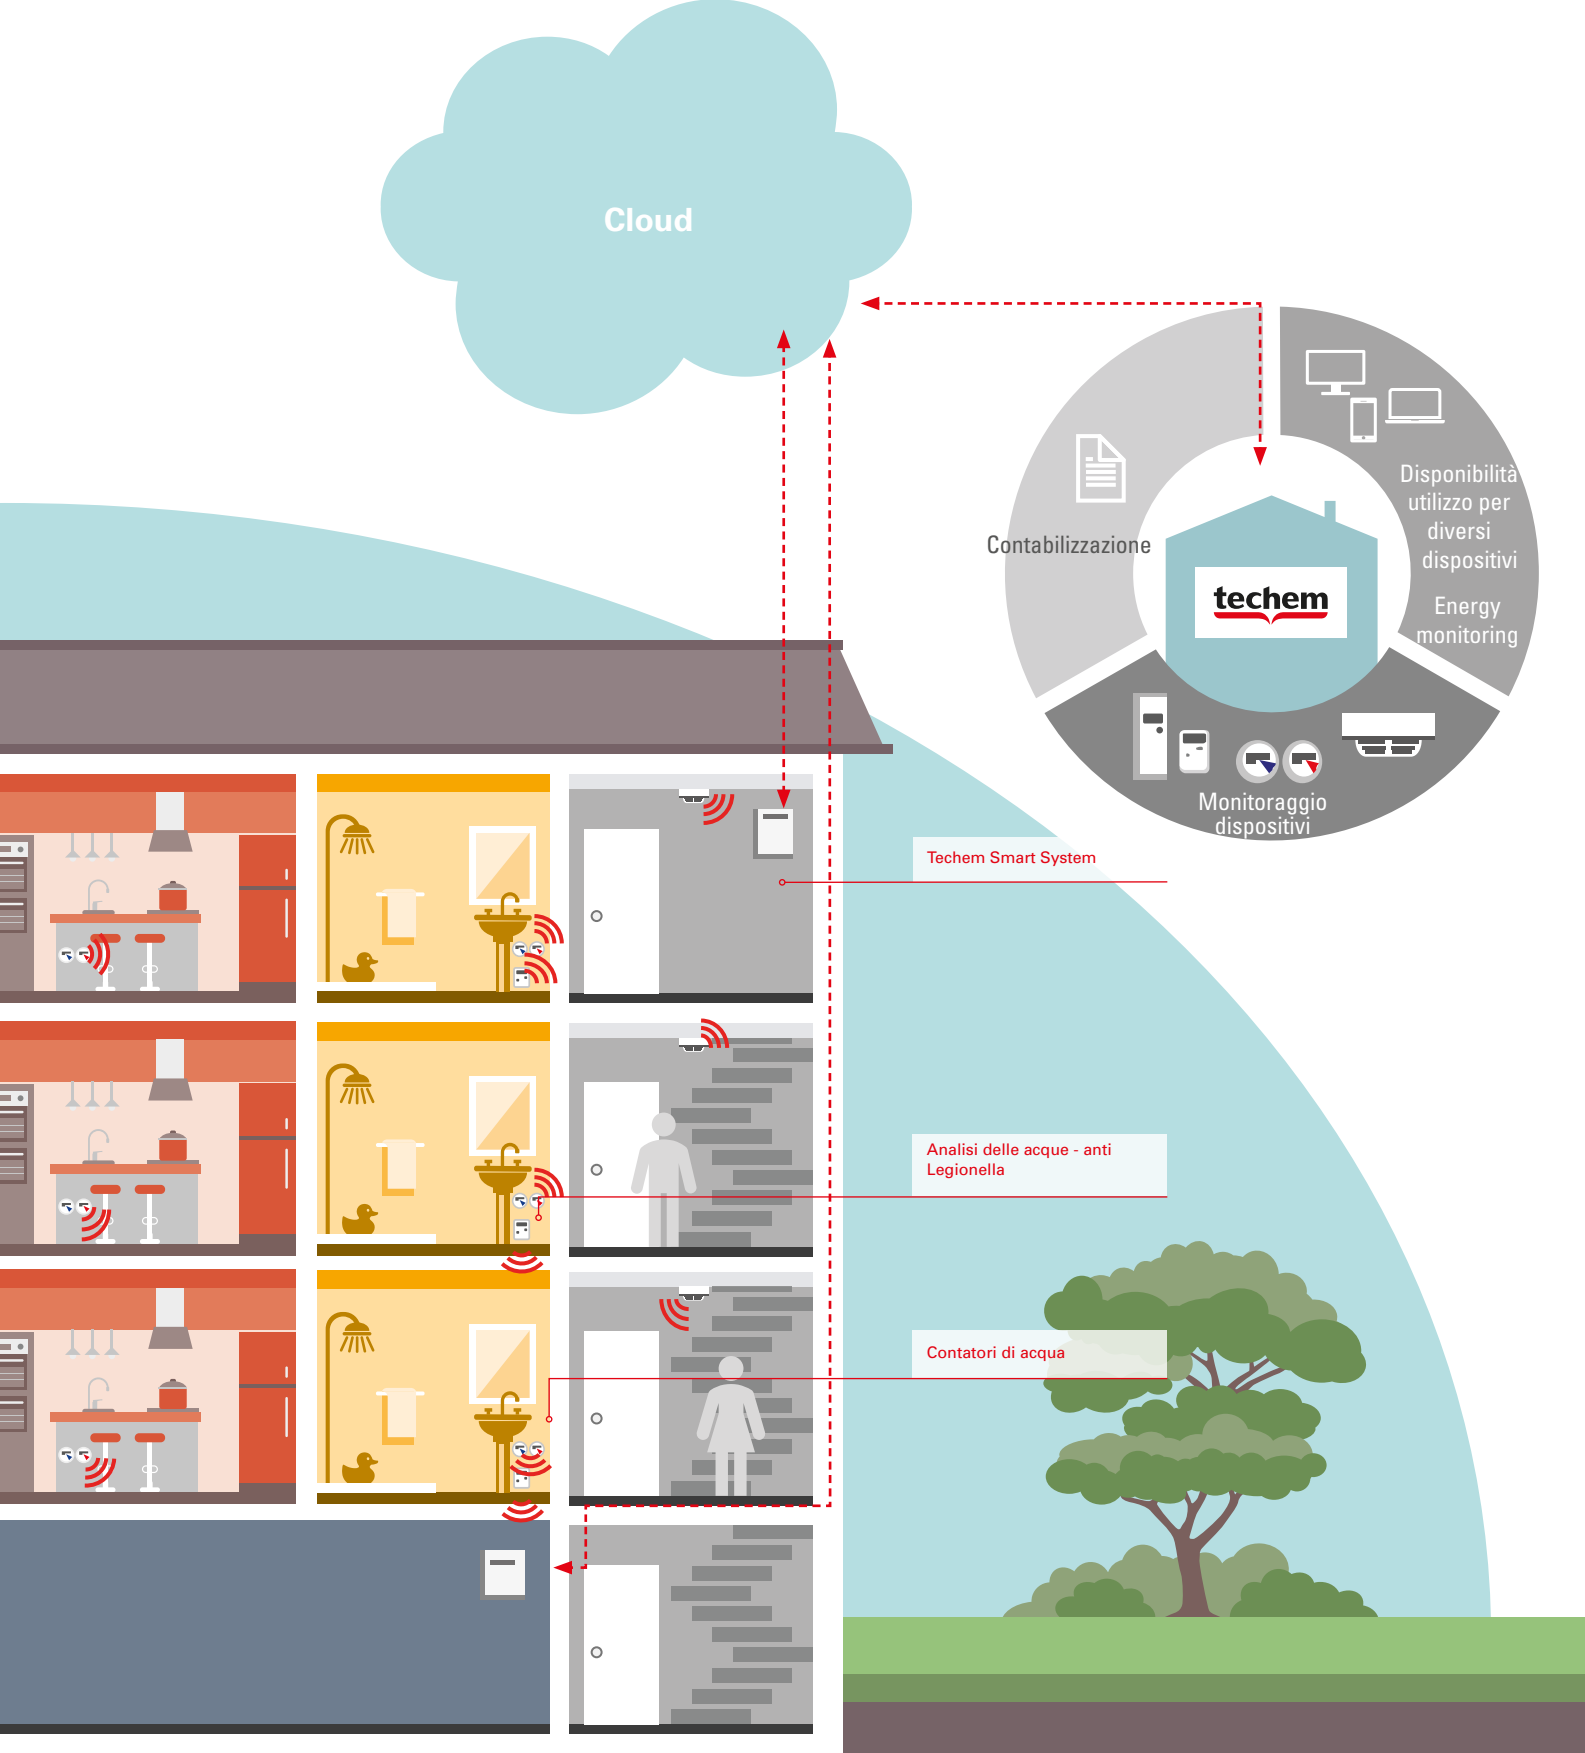 Cloud
Disponibilità
utilizzo per
diversi
dispositivi
Energy
monitoring
Contabilizzazione
techem
Monitoraggio
dispositivi
Techem Smart System
Analisi delle acque - anti
Legionella
Contatori di acqua